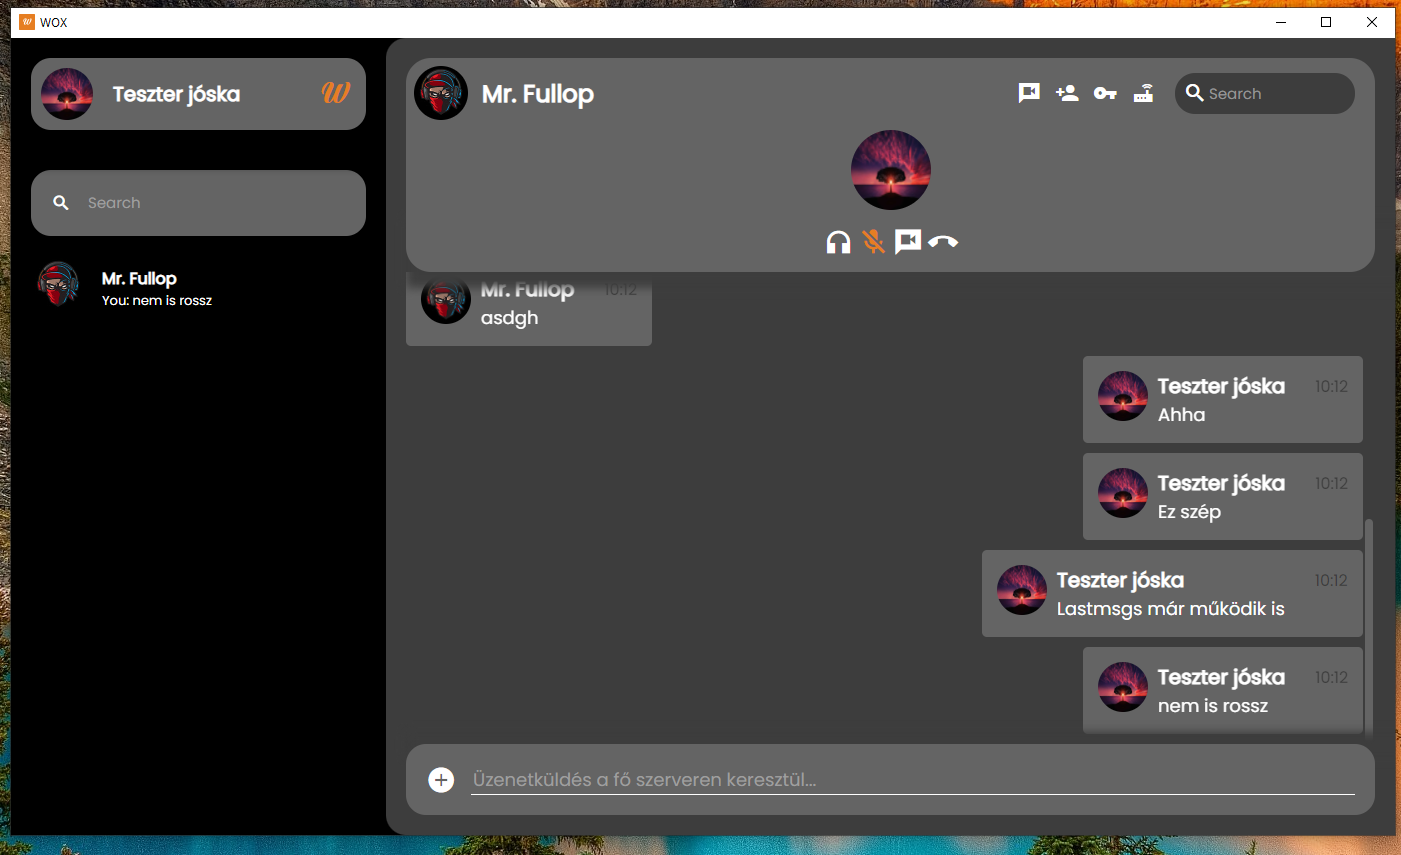 WOX
Teszter jóska
W
Search
Mr. Fullop
You: nem is rossz
Mr. Fullop
Search
Mr. Fullop 10:12
asdgh
Teszter jóska 10:12
Ahha
Teszter jóska 10:12
Ez szép
Teszter jóska 10:12
Lastmsgs már működik is
Teszter jóska 10:12
nem is rossz
Üzenetküldés a fő szerveren keresztül...